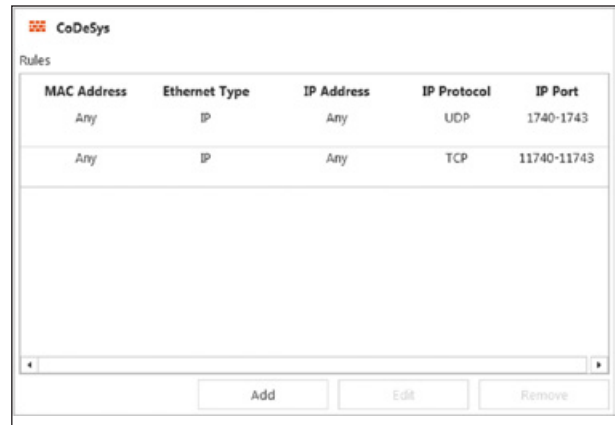 CoDeSys
Rules
MAC Address Ethernet Type IP Address IP Protocol IP Port
Any IP Any UDP 1740-1743
Any IP Any TCP 11740-11743
Add Edit Remove